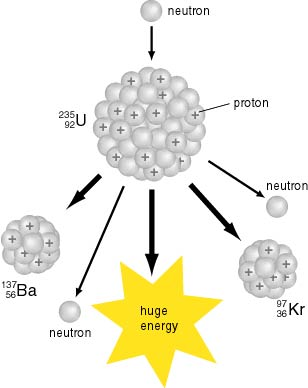 neutron
235
92U
proton
neutron
137
56Ba
97
36Kr
huge
energy
neutron